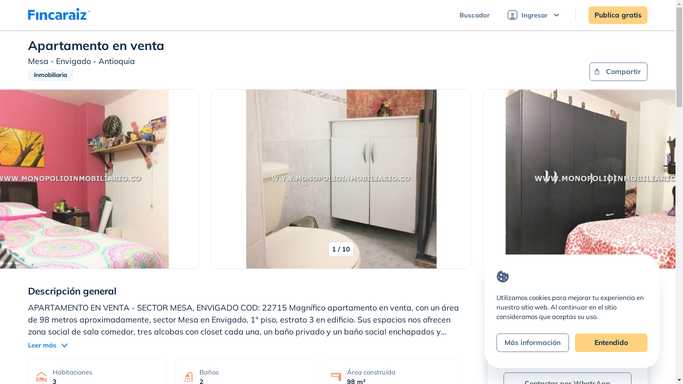 Fincaraiz
Buscador
Ingresar
Publica gratis
Apartamento en venta
Mesa - Envigado - Antioquia
Inmobiliaria
Compartir
WWW.MONOPOLIOINMOBILIARIO.CO
WWW.MONOPOLIOINMOBILIARIO.CO
WWW.MONOPOLIOINMOBILIARIO
1 / 10
Descripción general
APARTAMENTO EN VENTA - SECTOR MESA, ENVIGADO COD: 22715 Magnífico apartamento en venta, con un área
de 98 metros aproximadamente, sector Mesa en Envigado, 1° piso, estrato 3 en edificio. Sus espacios nos ofrecen
zona social de sala comedor, tres alcobas con closet cada una, un baño privado y un baño social enchapados y...
Leer más
Habitaciones
3
Baños
2
Área construida
98 m²
Utilizamos cookies para mejorar tu experiencia en
nuestro sitio web. Al continuar en el sitio
consideramos que aceptas su uso.
Más información
Entendido
Contactar por WhatsApp